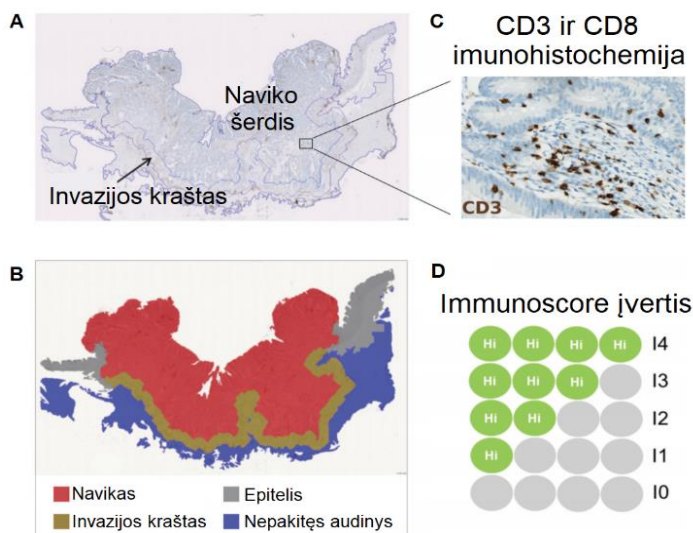 A
Naviko
šerdis
Invazijos kraštas
C
CD3 ir CD8
imunohistochemija
CD3
B
Navikas
Epitelis
Invazijos kraštas
Nepakitęs audinys
D
Immunoscore įvertis
Hi Hi Hi Hi I4
Hi Hi Hi I3
Hi Hi I2
Hi I1
I0